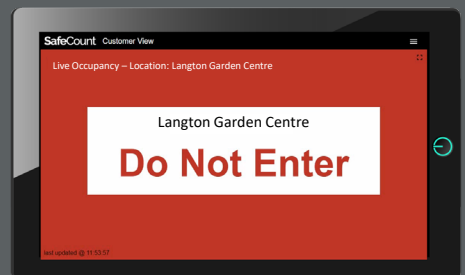 SafeCount Customer View
Live Occupancy – Location: Langton Garden Centre
Langton Garden Centre
Do Not Enter
last updated @ 11:53:57